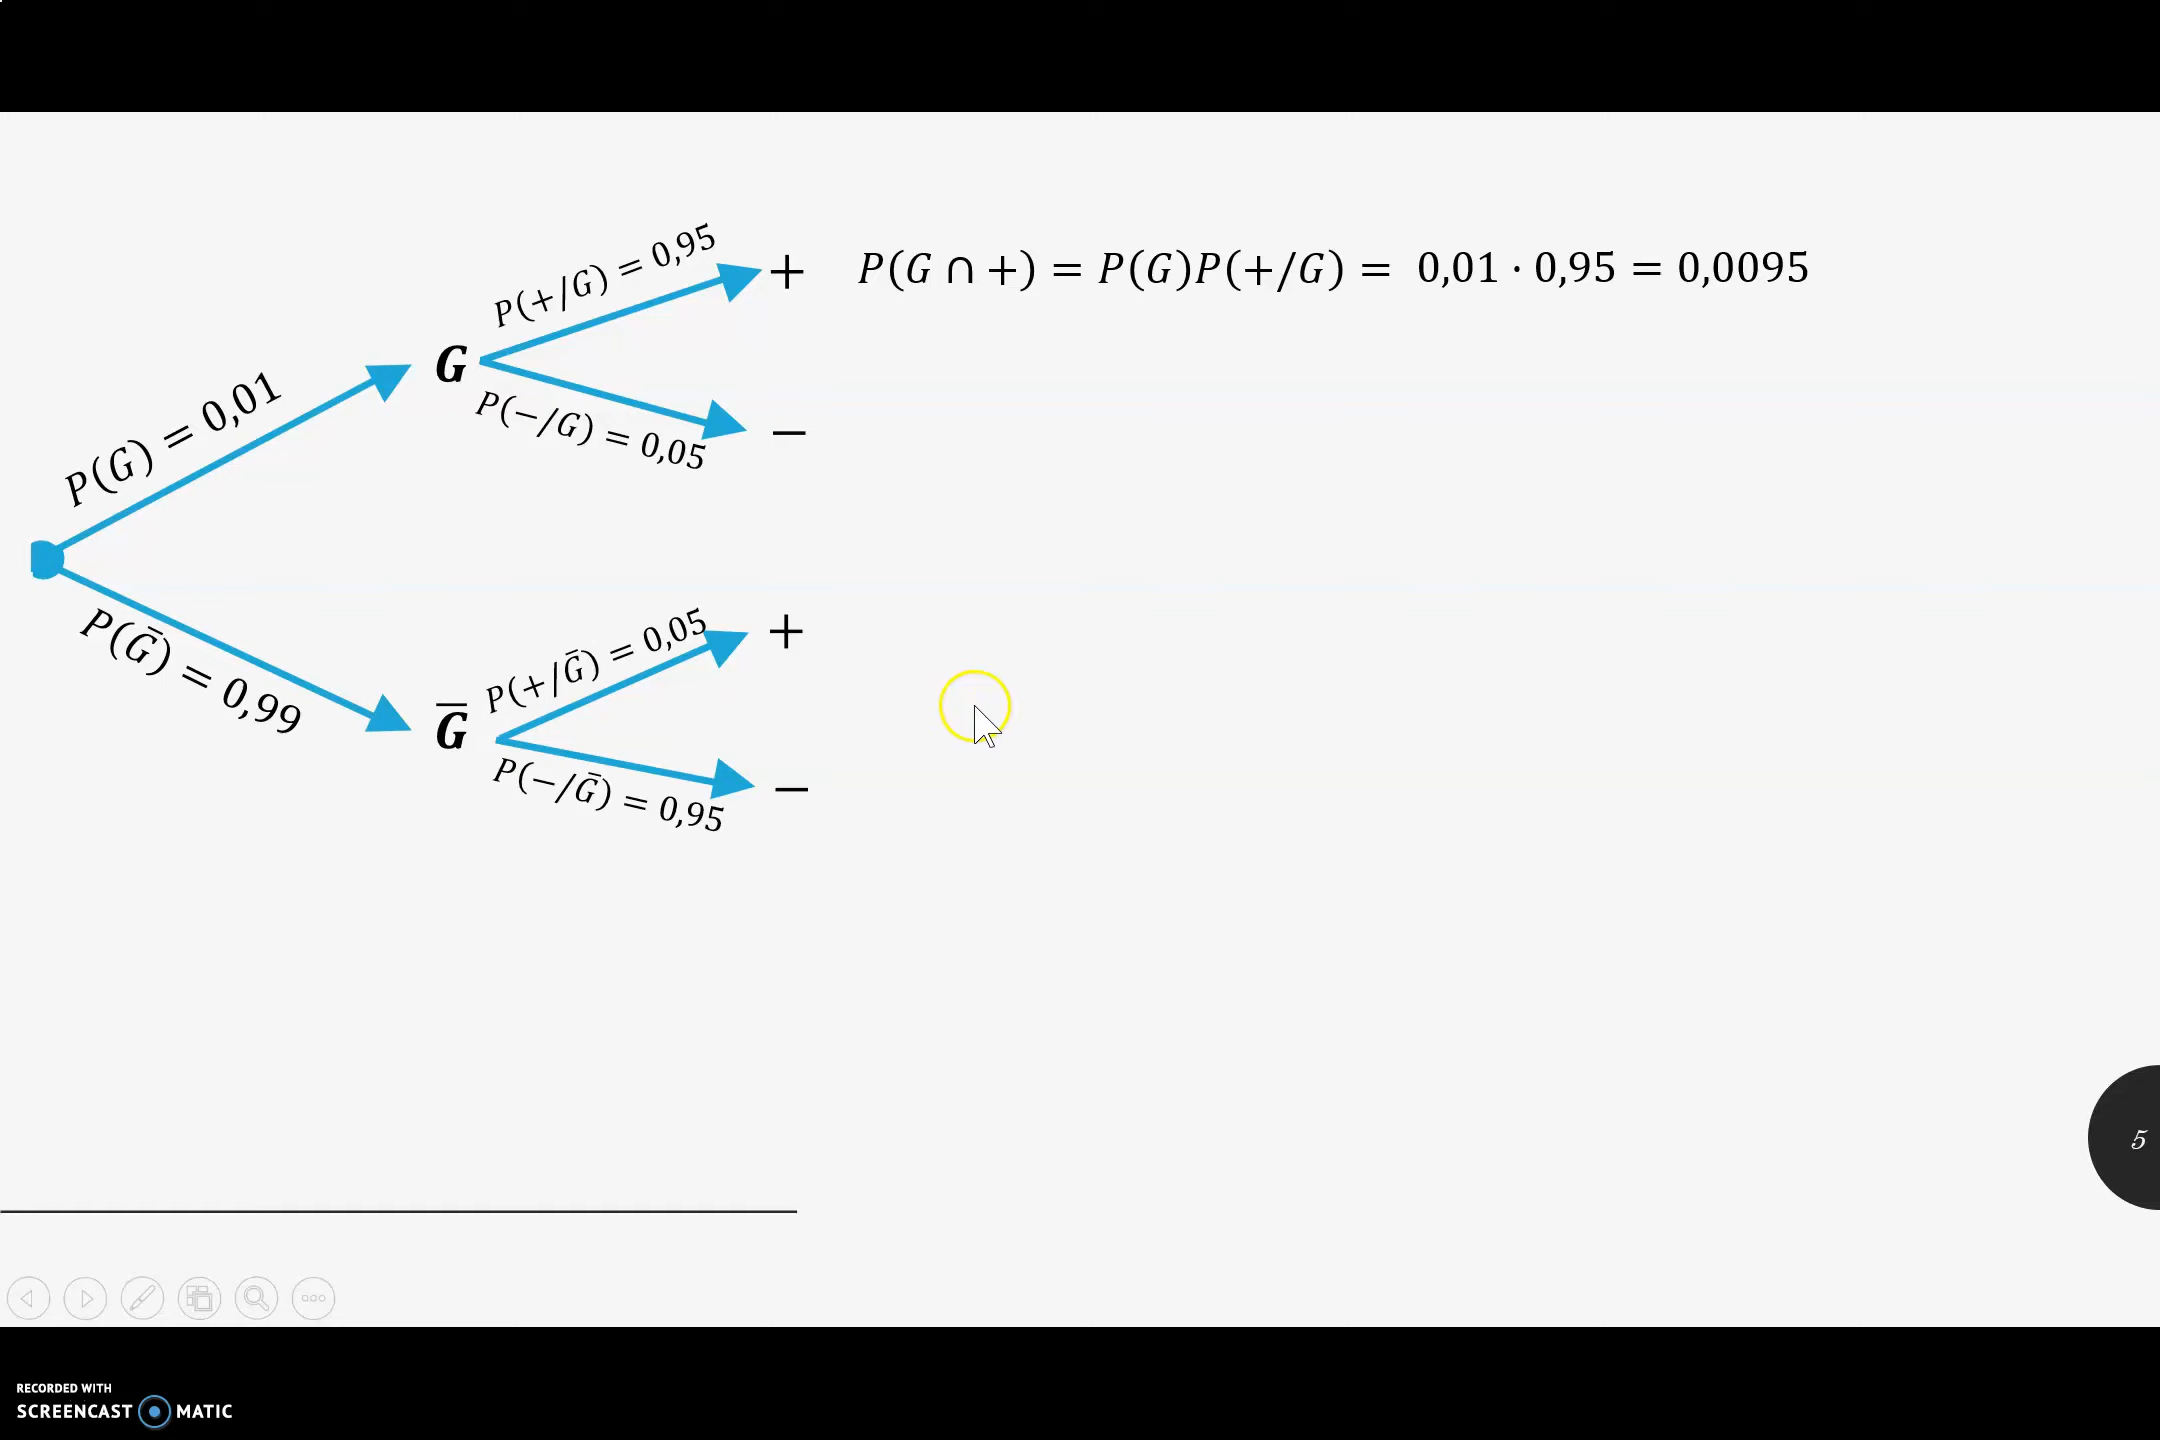 P(+/G) = 0,95
+ P(G ∩ +) = P(G)P(+/G) = 0,01 · 0,95 = 0,0095
G
P(G) = 0,01
P(−/G) = 0,05
−
P(G̅) = 0,99
P(+/G̅) = 0,05
+
G̅
P(−/G̅) = 0,95
−
5
RECORDED WITH
SCREENCAST MATIC